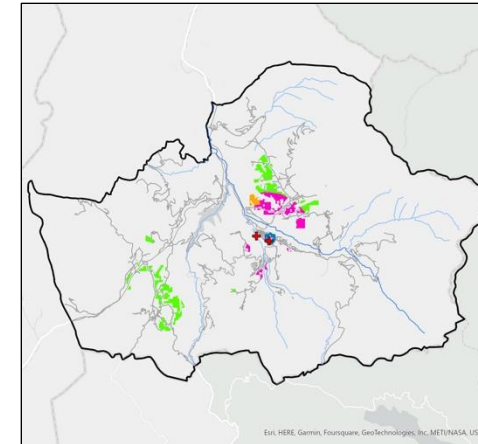 Esri, HERE, Garmin, Foursquare, GeoTechnologies, Inc, METI/NASA, US